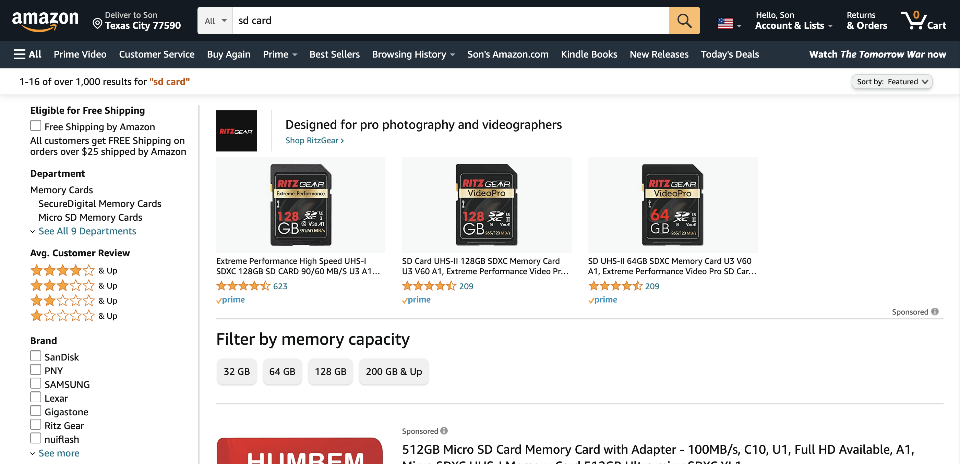 amazon
Deliver to Son
Texas City 77590
All
sd card
Hello, Son
Account & Lists
Returns
& Orders
0
Cart
All
Prime Video
Customer Service
Buy Again
Prime
Best Sellers
Browsing History
Son's Amazon.com
Kindle Books
New Releases
Today's Deals
Watch The Tomorrow War now
1-16 of over 1,000 results for "sd card"
Sort by: Featured
Eligible for Free Shipping
Free Shipping by Amazon
All customers get FREE Shipping on
orders over $25 shipped by Amazon
Department
Memory Cards
SecureDigital Memory Cards
Micro SD Memory Cards
See All 9 Departments
Avg. Customer Review
& Up
& Up
& Up
& Up
Brand
SanDisk
PNY
SAMSUNG
Lexar
Gigastone
Ritz Gear
nuiflash
See more
RITZ GEAR
Designed for pro photography and videographers
Shop RitzGear ›
RITZ GEAR
Extreme Performance
128
GB
RITZ GEAR
VideoPro
128
GB
RITZ GEAR
VideoPro
64
GB
Extreme Performance High Speed UHS-I
SDXC 128GB SD CARD 90/60 MB/S U3 A1...
623
prime
SD Card UHS-II 128GB SDXC Memory Card
U3 V60 A1, Extreme Performance Video Pr...
209
prime
UHS-II 64GB SDXC Memory Card U3 V60
A1, Extreme Performance Video Pro SD Car...
209
prime
Sponsored
Filter by memory capacity
32 GB
64 GB
128 GB
200 GB & Up
Sponsored
HUMREM
512GB Micro SD Card Memory Card with Adapter - 100MB/s, C10, U1, Full HD Available, A1,